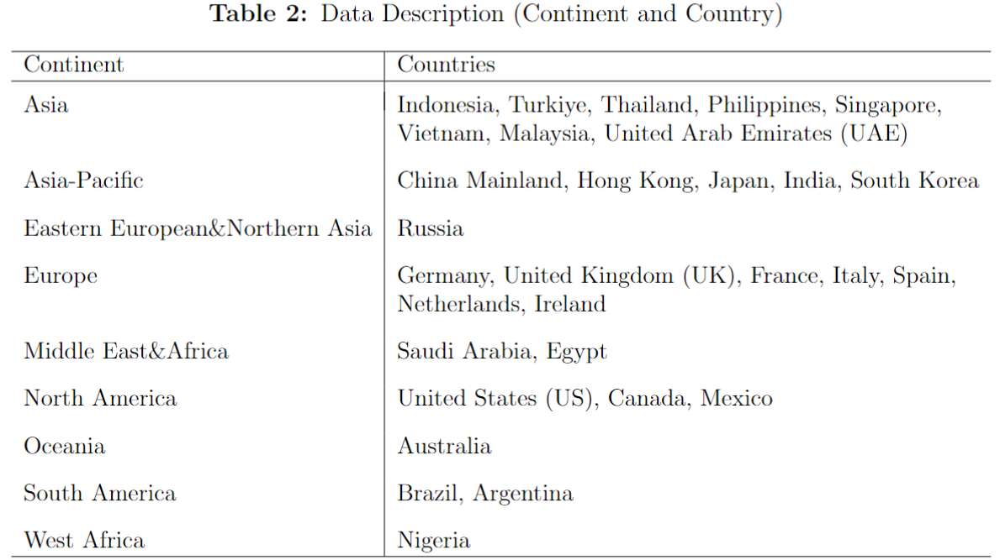 Table 2: Data Description (Continent and Country)
Continent Countries
Asia Indonesia, Turkiye, Thailand, Philippines, Singapore,
Vietnam, Malaysia, United Arab Emirates (UAE)
Asia-Pacific China Mainland, Hong Kong, Japan, India, South Korea
Eastern European&Northern Asia Russia
Europe Germany, United Kingdom (UK), France, Italy, Spain,
Netherlands, Ireland
Middle East&Africa Saudi Arabia, Egypt
North America United States (US), Canada, Mexico
Oceania Australia
South America Brazil, Argentina
West Africa Nigeria